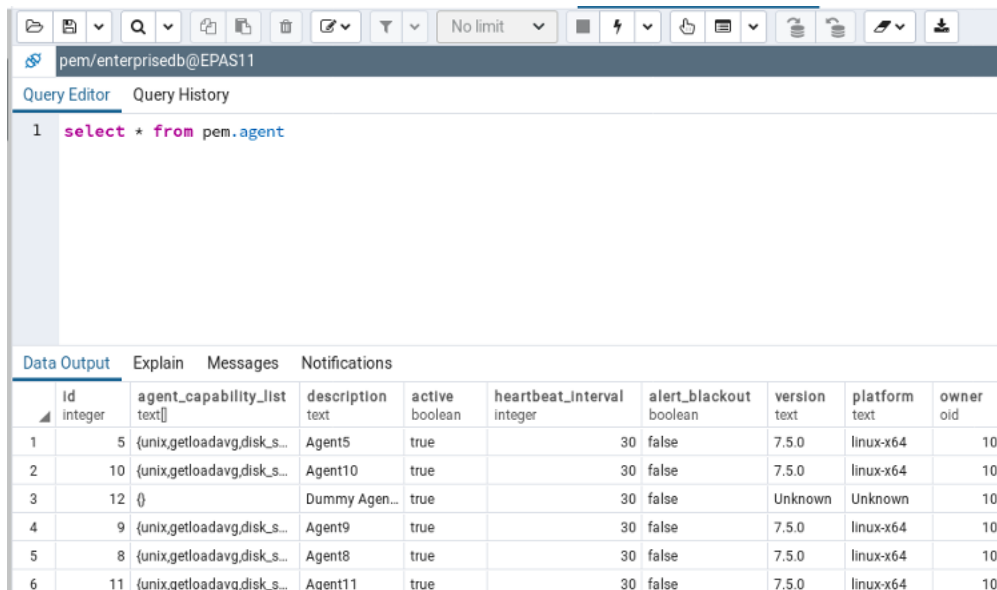 No limit
pem/enterprisedb@EPAS11
Query Editor Query History
1 select * from pem.agent
Data Output Explain Messages Notifications
id agent_capability_list description active heartbeat_interval alert_blackout version platform owner
integer text[] text boolean integer boolean text text oid
1 5 {unix,getloadavg,disk_s... Agent5 true 30 false 7.5.0 linux-x64 10
2 10 {unix,getloadavg,disk_s... Agent10 true 30 false 7.5.0 linux-x64 10
3 12 {} Dummy Agen... true 30 false Unknown Unknown 10
4 9 {unix,getloadavg,disk_s... Agent9 true 30 false 7.5.0 linux-x64 10
5 8 {unix,getloadavg,disk_s... Agent8 true 30 false 7.5.0 linux-x64 10
6 11 {unix,getloadavg,disk_s... Agent11 true 30 false 7.5.0 linux-x64 10